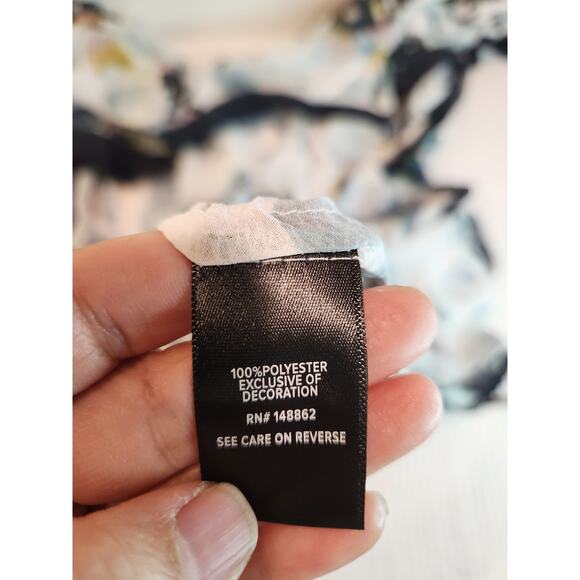 100%POLYESTER
EXCLUSIVE OF
DECORATION
RN# 148862
SEE CARE ON REVERSE